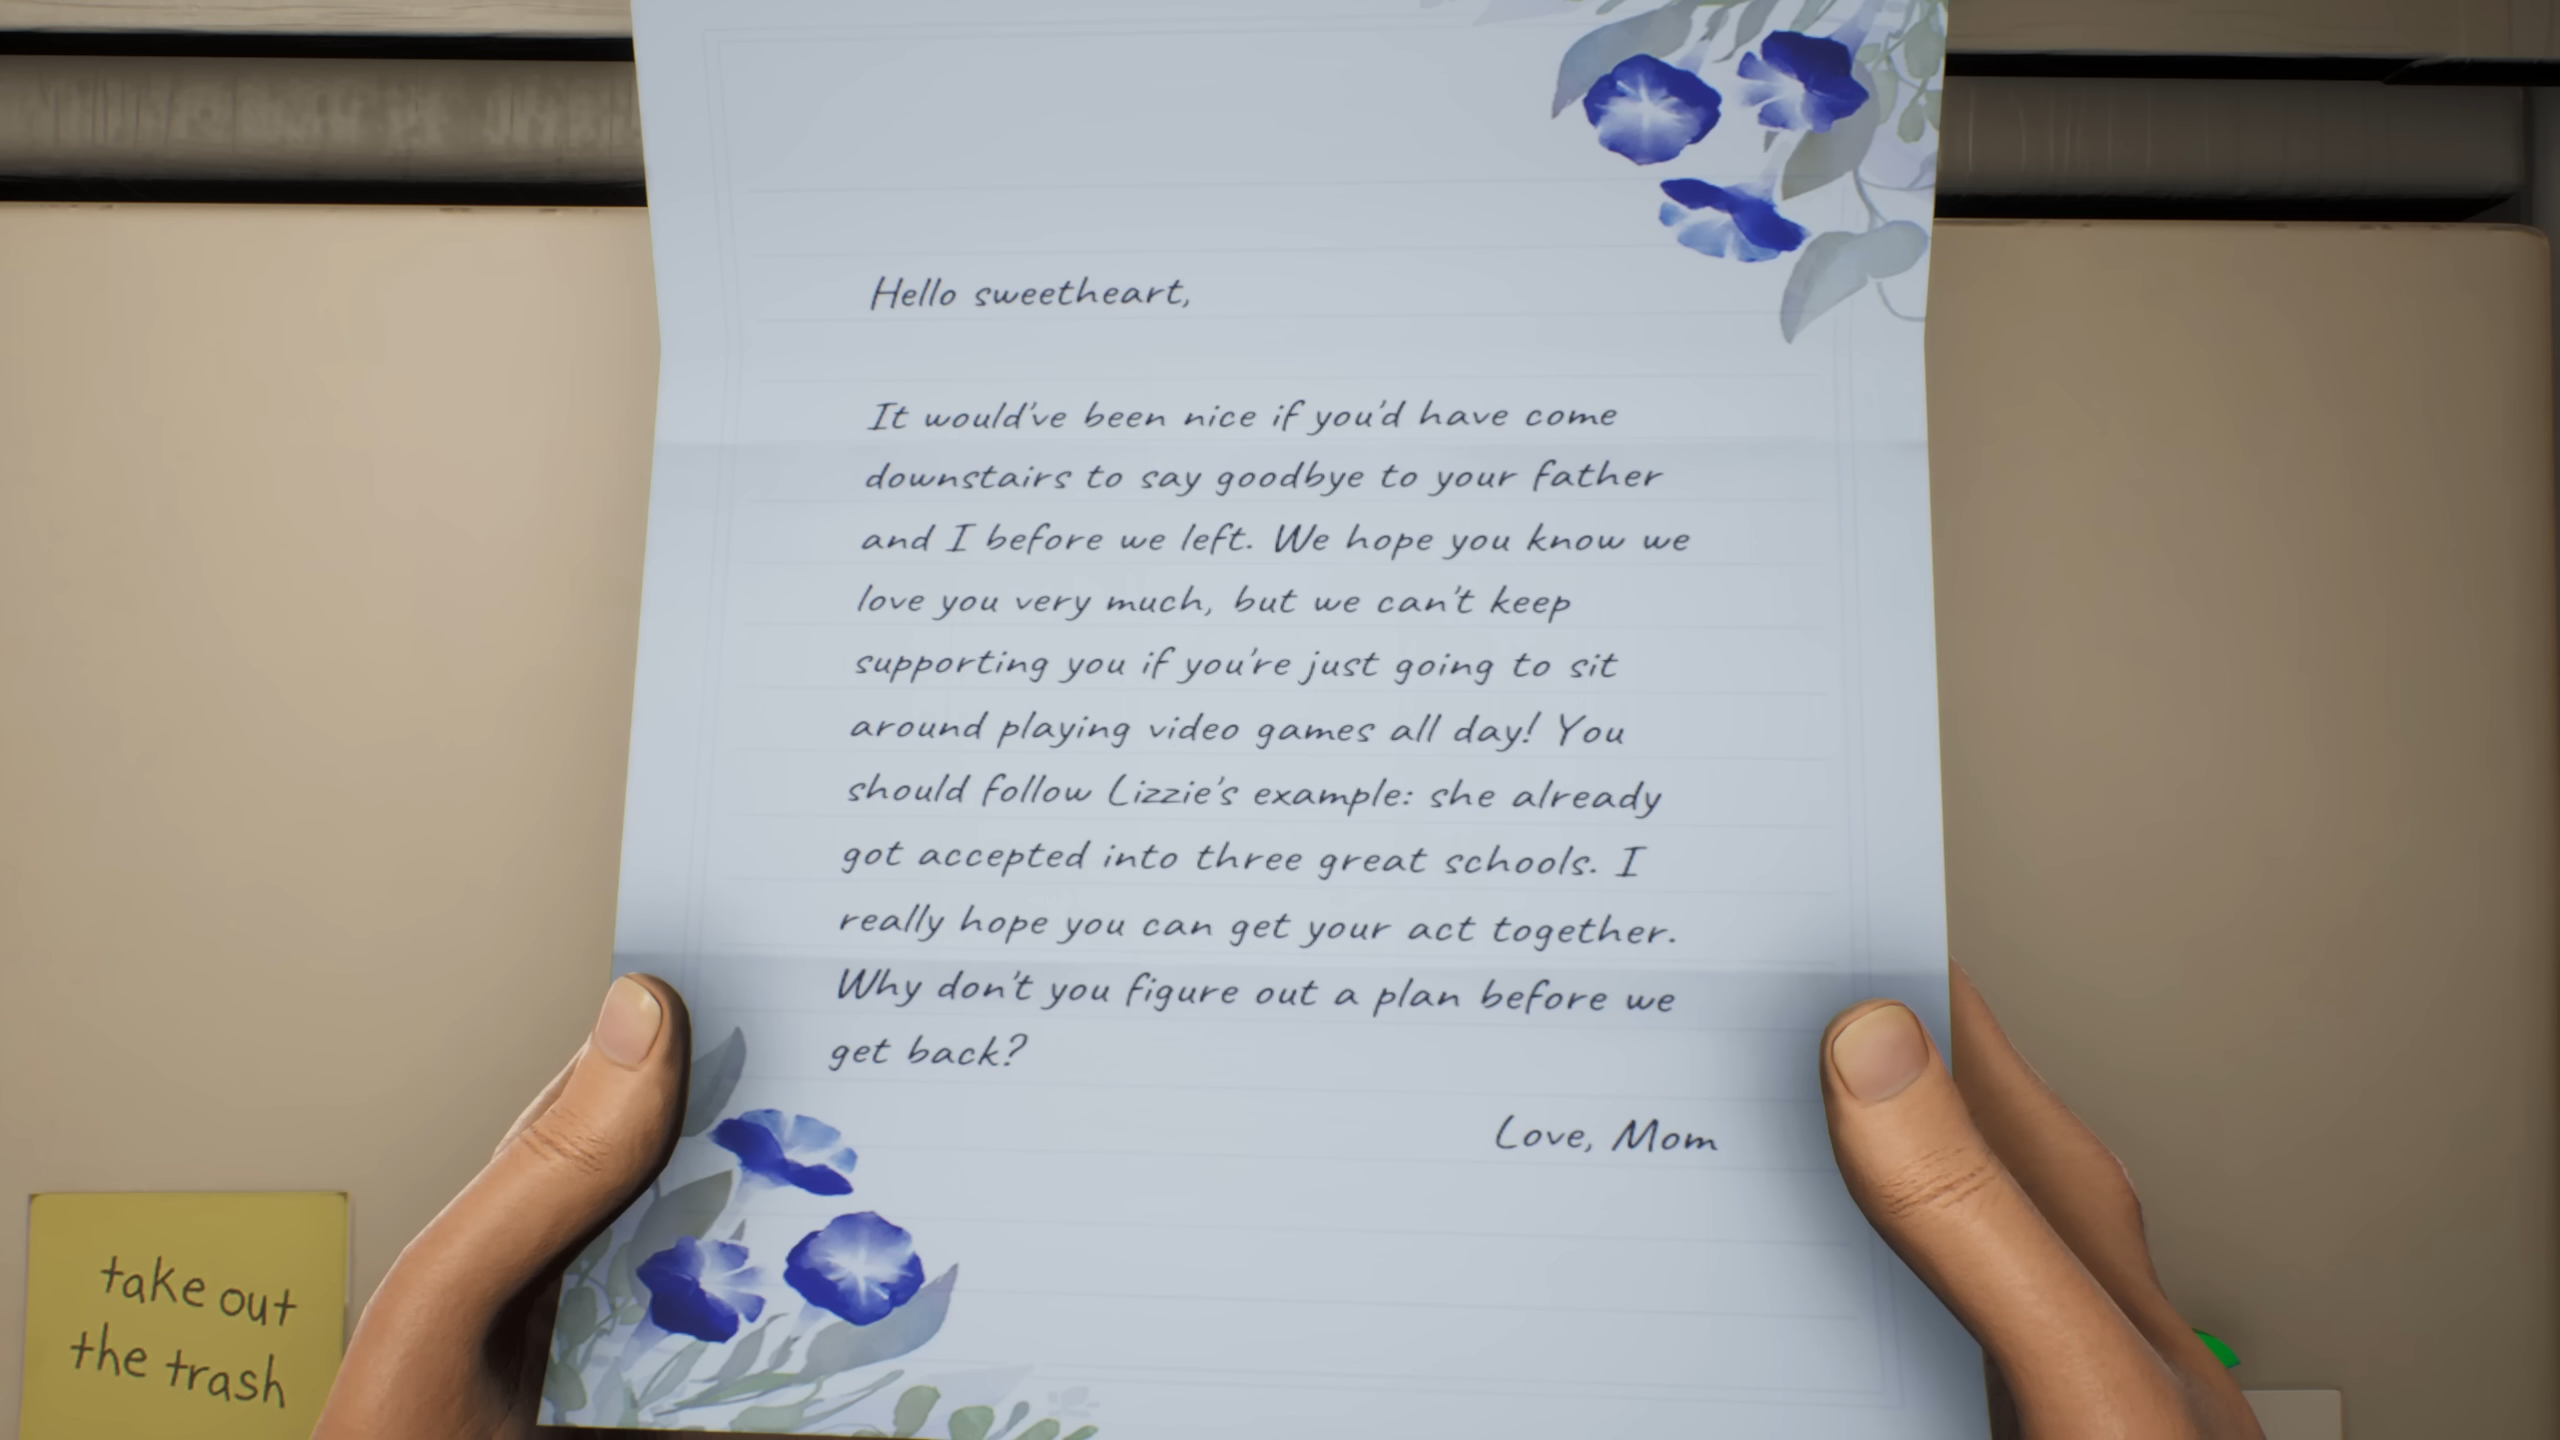 Hello sweetheart,
It would've been nice if you'd have come
downstairs to say goodbye to your father
and I before we left. We hope you know we
love you very much, but we can't keep
supporting you if you're just going to sit
around playing video games all day! You
should follow Lizzie's example: she already
got accepted into three great schools. I
really hope you can get your act together.
Why don't you figure out a plan before we
get back?
Love, Mom
take out
the trash